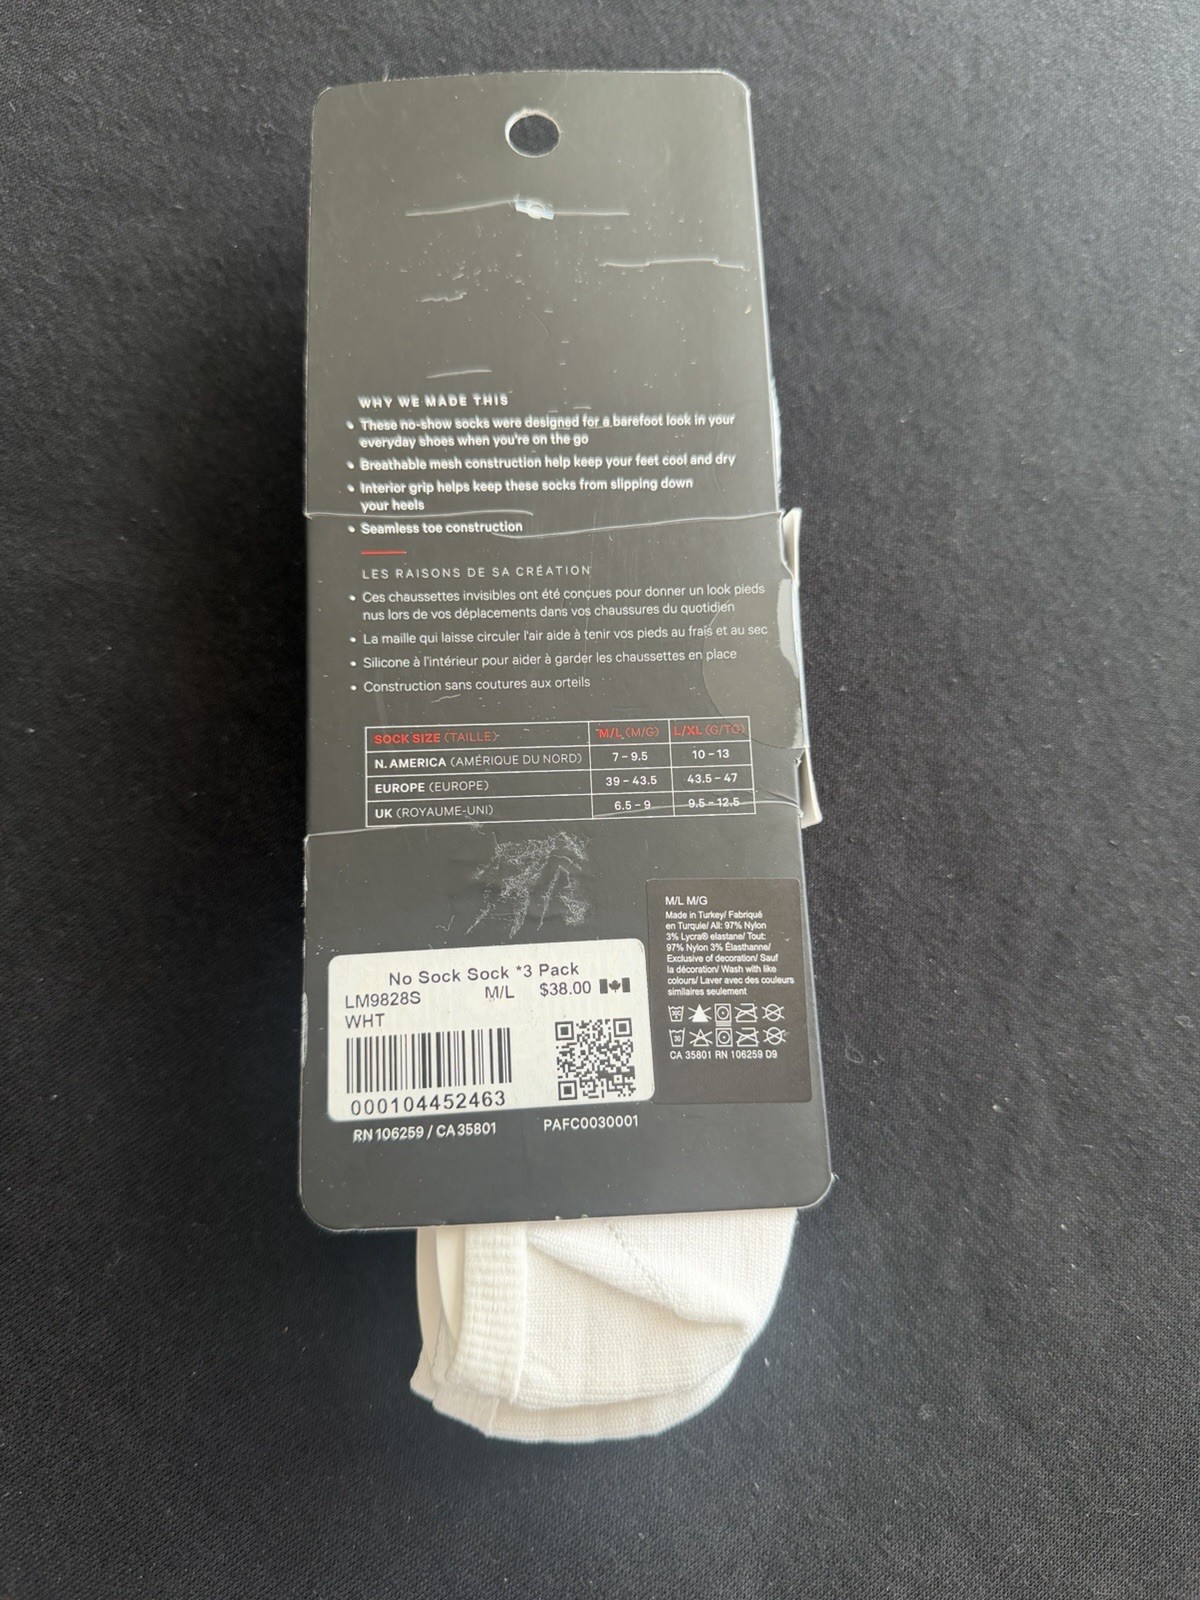 WHY WE MADE THIS
• These no-show socks were designed for a barefoot look in your
everyday shoes when you're on the go
• Breathable mesh construction help keep your feet cool and dry
• Interior grip helps keep these socks from slipping down
your heels
• Seamless toe construction
LES RAISONS DE SA CRÉATION
• Ces chaussettes invisibles ont été conçues pour donner un look pieds
nus lors de vos déplacements dans vos chaussures du quotidien
• La maille qui laisse circuler l'air aide à tenir vos pieds au frais et au sec
• Silicone à l'intérieur pour aider à garder les chaussettes en place
• Construction sans coutures aux orteils
SOCK SIZE (TAILLE) M/L (M/G) L/XL (G/TG)
N. AMERICA (AMÉRIQUE DU NORD) 7 – 9.5 10 – 13
EUROPE (EUROPE) 39 – 43.5 43.5 – 47
UK (ROYAUME-UNI) 6.5 – 9 9.5 – 12.5
M/L M/G
Made in Turkey/ Fabriqué
en Turquie/ All: 97% Nylon
3% Lycra® elastane/ Tout:
97% Nylon 3% Élasthanne/
Exclusive of decoration/ Sauf
la décoration/ Wash with like
colours/ Laver avec des couleurs
similaires seulement
30
CA 35801 RN 106259 D9
No Sock Sock *3 Pack
LM9828S M/L $38.00
WHT
000104452463
RN 106259 / CA 35801 PAFC0030001